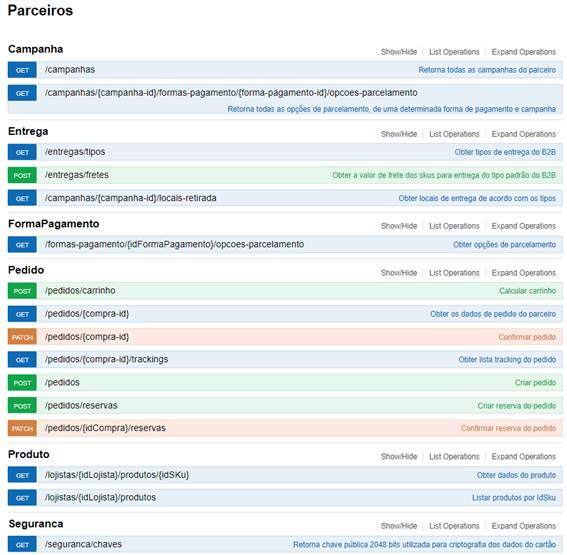 Parceiros
Campanha Show/Hide List Operations Expand Operations
GET /campanhas Retorna todas as campanhas do parceiro
GET /campanhas/{campanha-id}/formas-pagamento/{forma-pagamento-id}/opcoes-parcelamento
Retorna todas as opções de parcelamento, de uma determinada forma de pagamento e campanha
Entrega Show/Hide List Operations Expand Operations
GET /entregas/tipos Obter tipos de entrega do B2B
POST /entregas/fretes Obter a valor de frete dos skus para entrega do tipo padrão do B2B
GET /campanhas/{campanha-id}/locais-retirada Obter locais de entrega de acordo com os tipos
FormaPagamento Show/Hide List Operations Expand Operations
GET /formas-pagamento/{idFormaPagamento}/opcoes-parcelamento Obter opções de parcelamento
Pedido Show/Hide List Operations Expand Operations
POST /pedidos/carrinho Calcular carrinho
GET /pedidos/{compra-id} Obter os dados de pedido do parceiro
PATCH /pedidos/{compra-id} Confirmar pedido
GET /pedidos/{compra-id}/trackings Obter lista tracking do pedido
POST /pedidos Criar pedido
POST /pedidos/reservas Criar reserva do pedido
PATCH /pedidos/{idCompra}/reservas Confirmar reserva do pedido
Produto Show/Hide List Operations Expand Operations
GET /lojistas/{idLojista}/produtos/{idSKu} Obter dados do produto
GET /lojistas/{idLojista}/produtos Listar produtos por IdSku
Seguranca Show/Hide List Operations Expand Operations
GET /seguranca/chaves Retorna chave pública 2048 bits utilizada para criptografia dos dados do cartão